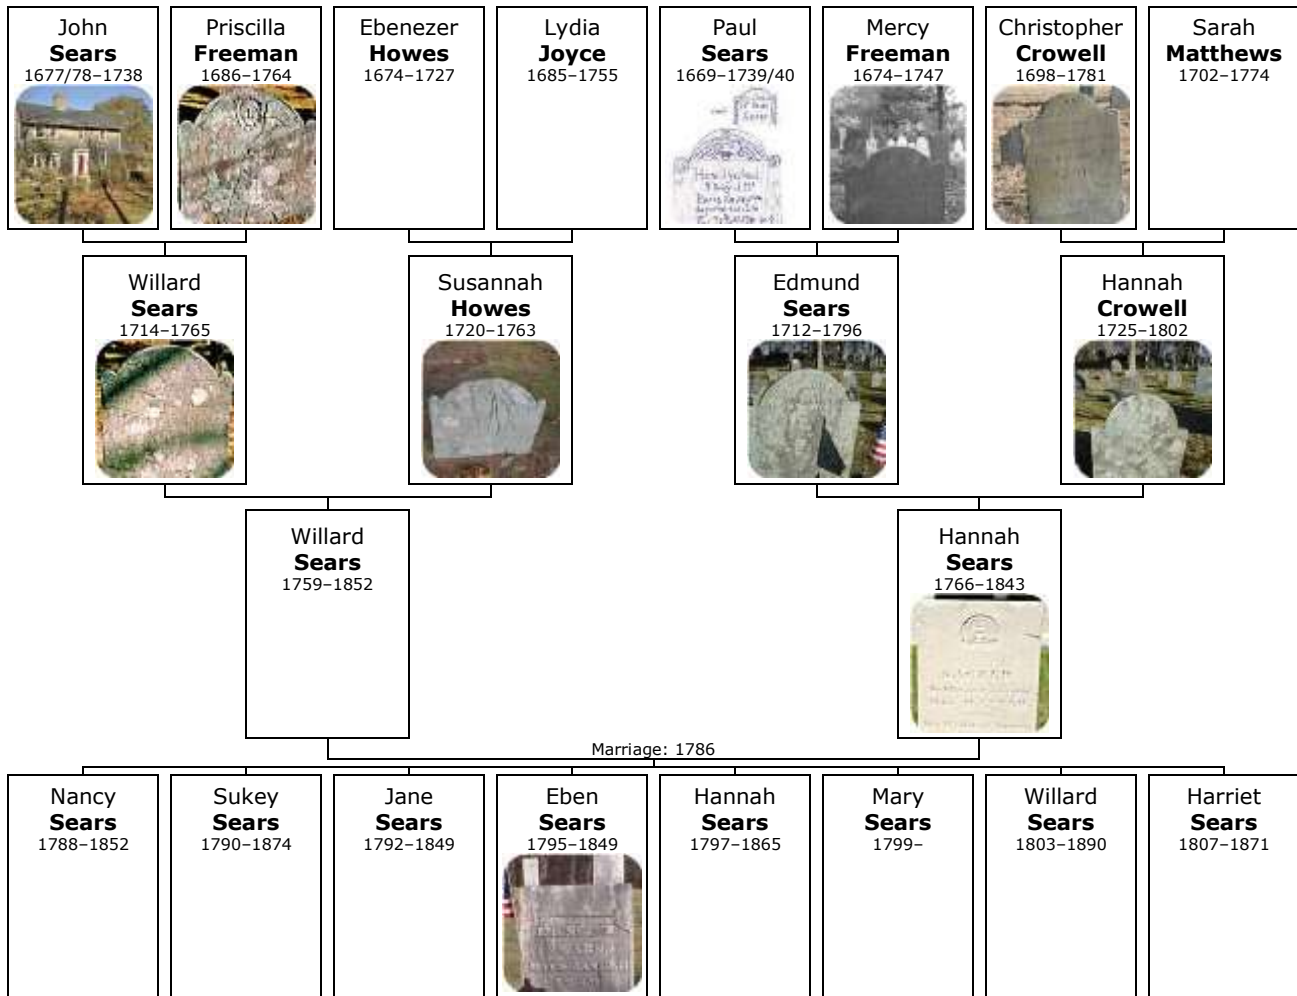 John
Sears
1677/78–1738
Priscilla
Freeman
1686–1764
Ebenezer
Howes
1674–1727
Lydia
Joyce
1685–1755
Paul
Sears
1669–1739/40
Mercy
Freeman
1674–1747
Christopher
Crowell
1698–1781
Sarah
Matthews
1702–1774
Willard
Sears
1714–1765
Susannah
Howes
1720–1763
Edmund
Sears
1712–1796
Hannah
Crowell
1725–1802
Willard
Sears
1759–1852
Hannah
Sears
1766–1843
Marriage: 1786
Nancy
Sears
1788–1852
Sukey
Sears
1790–1874
Jane
Sears
1792–1849
Eben
Sears
1795–1849
Hannah
Sears
1797–1865
Mary
Sears
1799–
Willard
Sears
1803–1890
Harriet
Sears
1807–1871